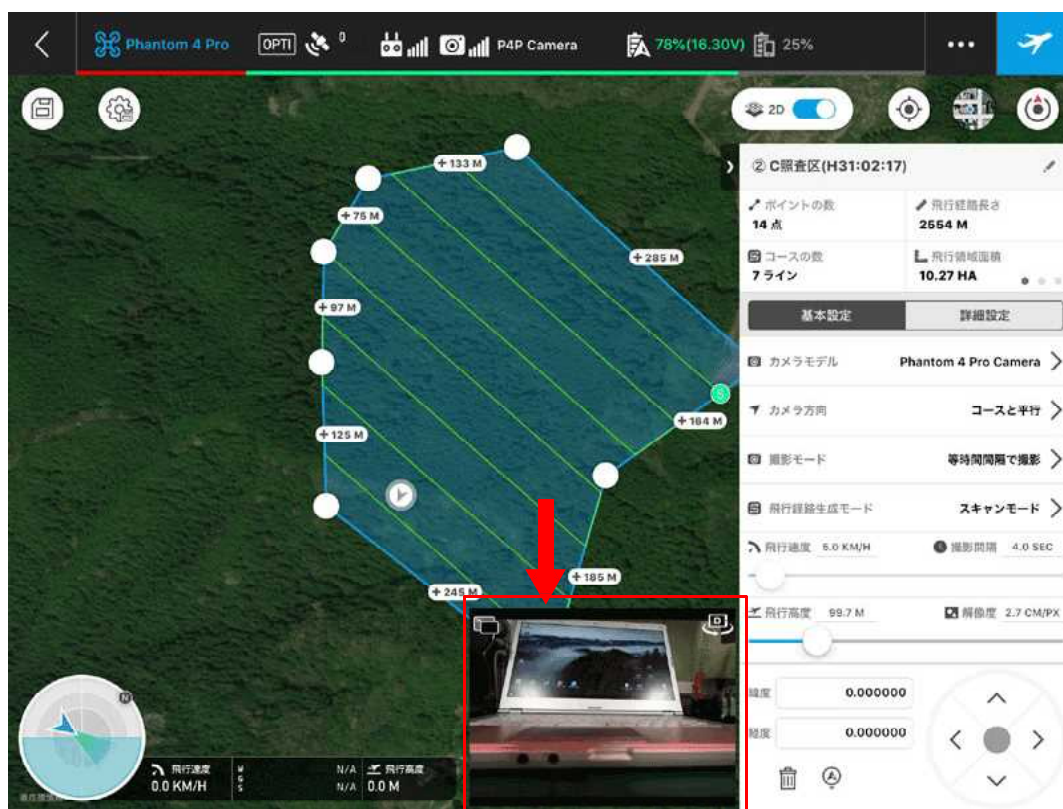 Phantom 4 Pro
OPTI
0
P4P Camera
78%(16.30V)
25%
2D
② C照査区(H31:02:17)
ポイントの数
14 点
飛行経路長さ
2554 M
コースの数
7 ライン
飛行領域面積
10.27 HA
基本設定
詳細設定
カメラモデル
Phantom 4 Pro Camera
カメラ方向
コースと平行
撮影モード
等時間間隔で撮影
飛行経路生成モード
スキャンモード
飛行速度
5.0 KM/H
撮影間隔
4.0 SEC
飛行高度
99.7 M
解像度
2.7 CM/PX
緯度
0.000000
経度
0.000000
+ 133 M
+ 75 M
+ 285 M
+ 97 M
+ 184 M
+ 125 M
+ 185 M
+ 245 M
S
N
飛行速度
0.0 KM/H
W
G
S
N/A
N/A
飛行高度
0.0 M